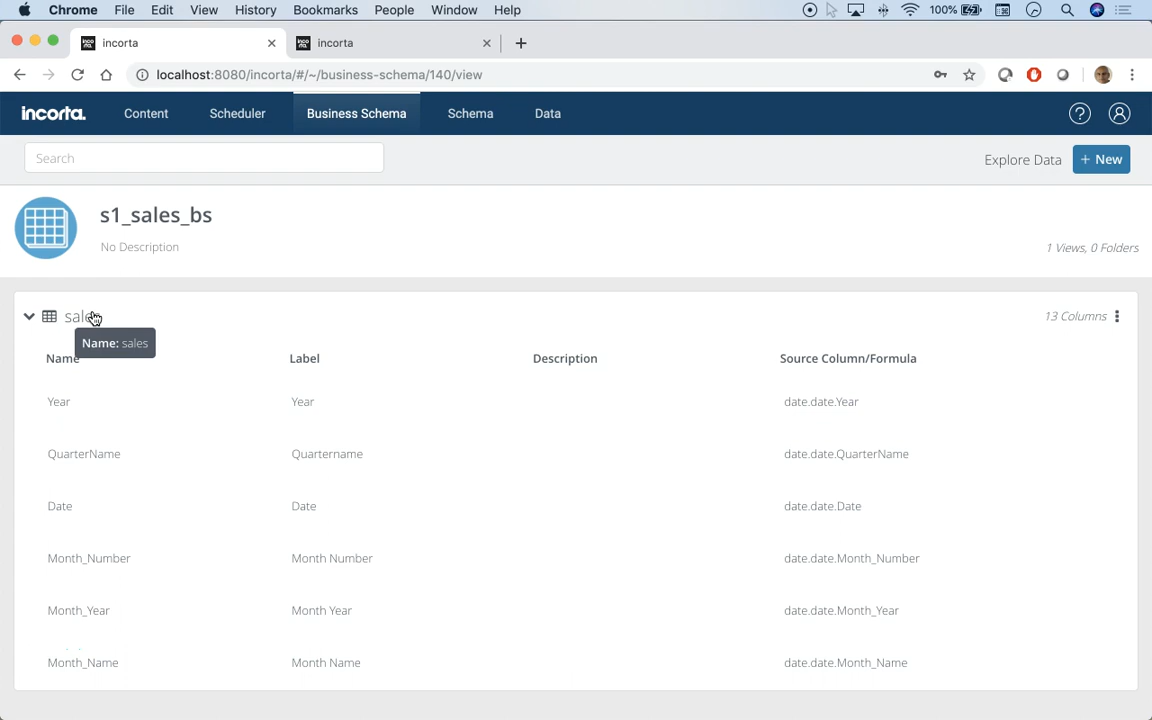 Chrome File Edit View History Bookmarks People Window Help 100%
incorta incorta
localhost:8080/incorta/#/~/business-schema/140/view
incorta. Content Scheduler Business Schema Schema Data ?
Search Explore Data + New
s1_sales_bs
No Description 1 Views, 0 Folders
sales 13 Columns
Name: sales
Name Label Description Source Column/Formula
Year Year date.date.Year
QuarterName Quartername date.date.QuarterName
Date Date date.date.Date
Month_Number Month Number date.date.Month_Number
Month_Year Month Year date.date.Month_Year
Month_Name Month Name date.date.Month_Name